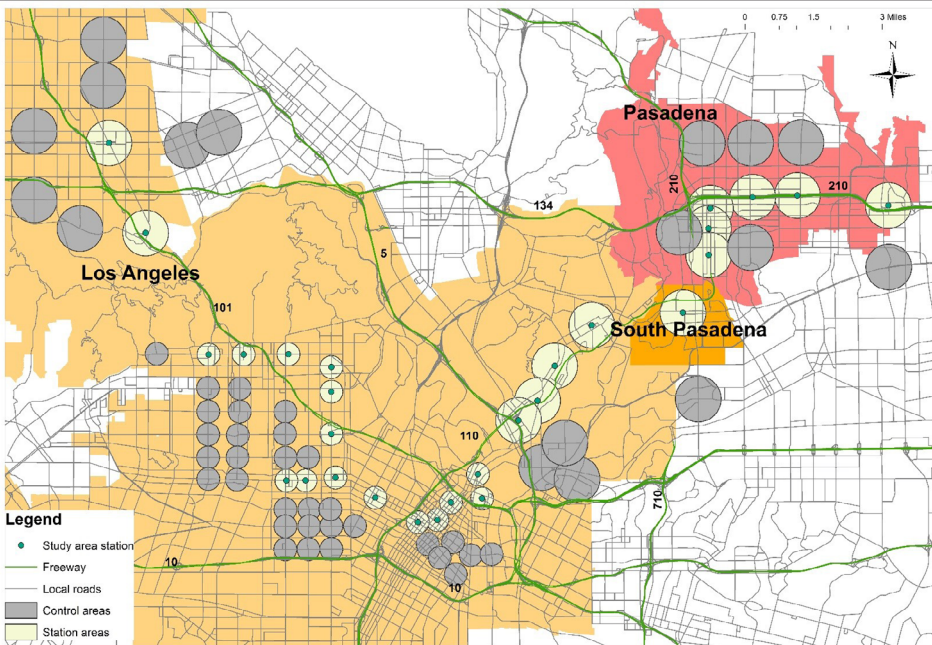 0 0.75 1.5 3 Miles
N
Pasadena
210
210
134
5
Los Angeles
101
South Pasadena
110
710
Legend
Study area station
Freeway
Local roads
Control areas
Station areas
10
10